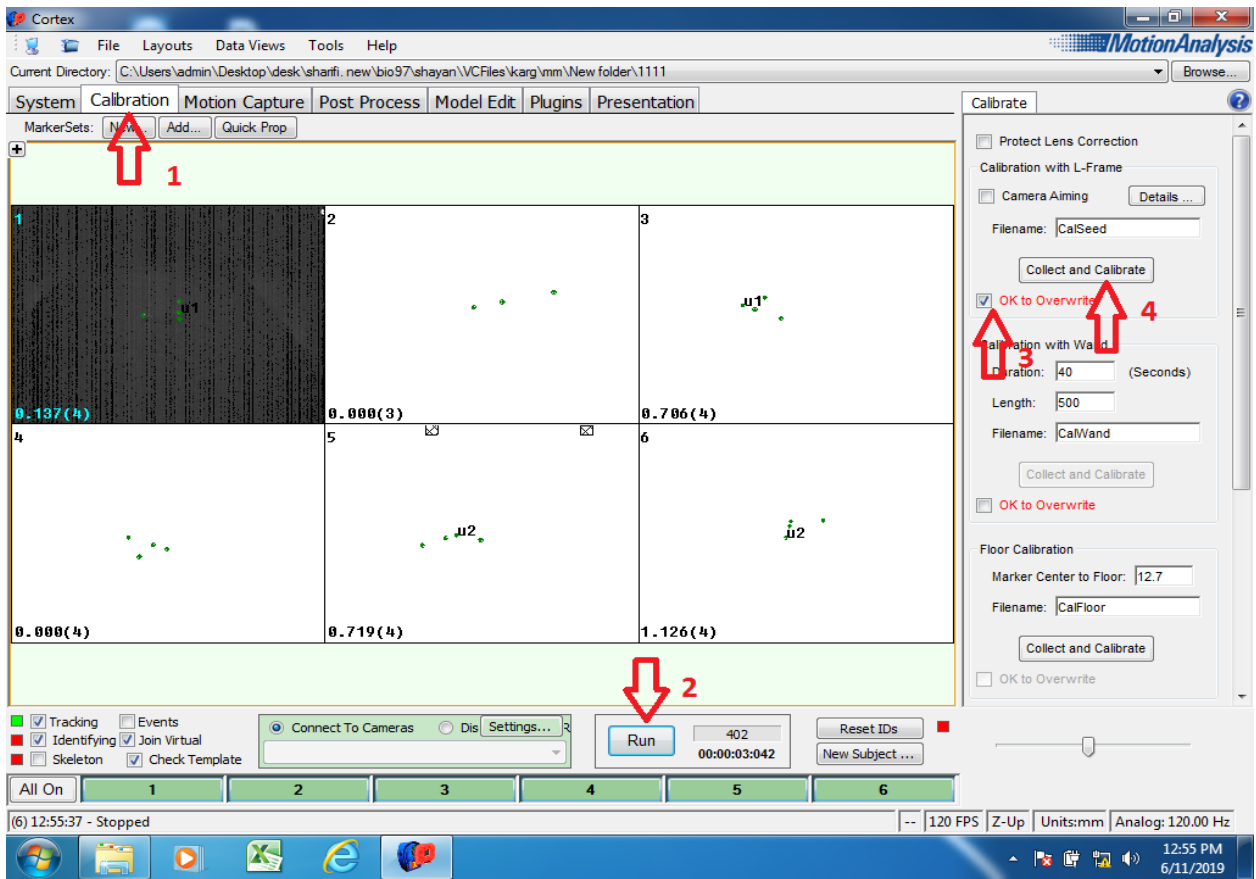 Cortex
File Layouts Data Views Tools Help
MotionAnalysis
Current Directory: C:\Users\admin\Desktop\desk\sharifi. new\bio97\shayan\VCFiles\karg\mm\New folder\1111
Browse...
System Calibration Motion Capture Post Process Model Edit Plugins Presentation
MarkerSets: New... Add... Quick Prop
1
1
u1
0.137(4)
2
0.000(3)
3
u1
0.706(4)
4
0.000(4)
5
u2
0.719(4)
6
u2
1.126(4)
Calibrate
Protect Lens Correction
Calibration with L-Frame
Camera Aiming Details ...
Filename: CalSeed
Collect and Calibrate
OK to Overwrite
4
3
Calibration with Wand
Duration: 40 (Seconds)
Length: 500
Filename: CalWand
Collect and Calibrate
OK to Overwrite
Floor Calibration
Marker Center to Floor: 12.7
Filename: CalFloor
Collect and Calibrate
OK to Overwrite
2
Tracking Events
Identifying Join Virtual
Skeleton Check Template
Connect To Cameras Dis Settings...
Run
402
00:00:03:042
Reset IDs
New Subject ...
All On 1 2 3 4 5 6
(6) 12:55:37 - Stopped
-- 120 FPS Z-Up Units:mm Analog: 120.00 Hz
12:55 PM
6/11/2019